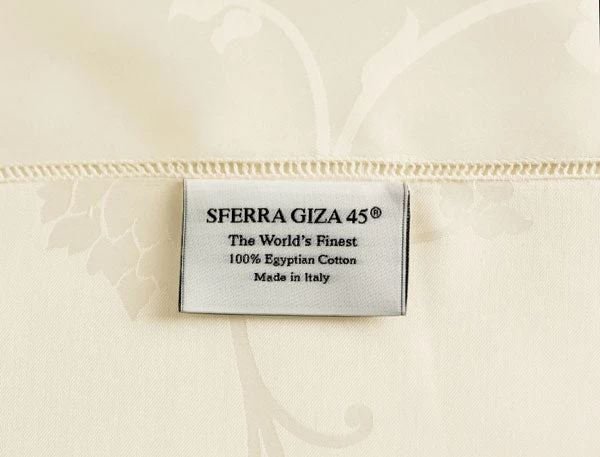 SFERRA GIZA 45®
The World's Finest
100% Egyptian Cotton
Made in Italy